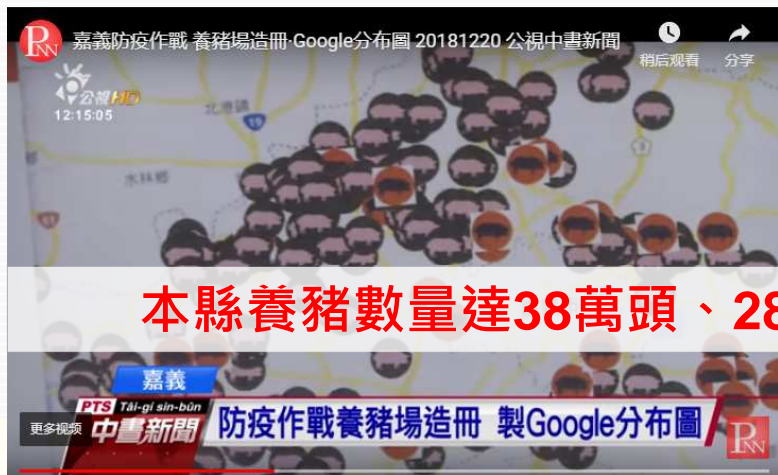 PNN
嘉義防疫作戰 養豬場造冊·Google分布圖 20181220 公視中晝新聞
稍后观看
分享
公視HD
12:15:05
北港鎮
19
水林鄉
3
本縣養豬數量達38萬頭、28
嘉義
PTS Tâi-gí sin-bûn
更多视频
中晝新聞
防疫作戰養豬場造冊 製Google分布圖
PNN